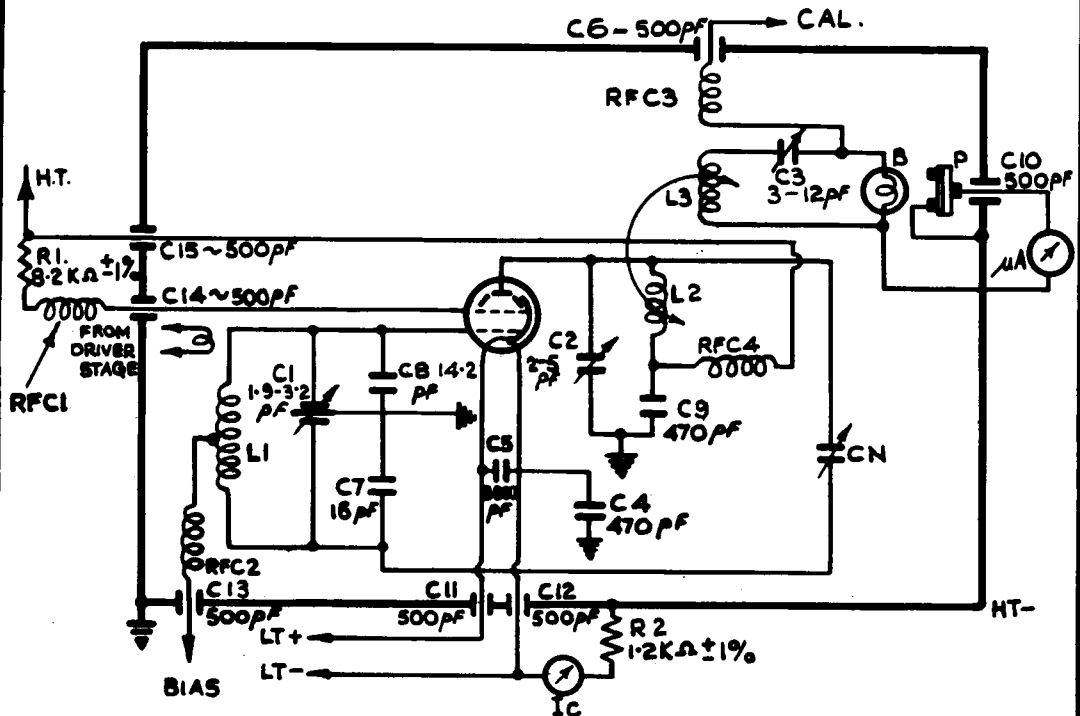 C6 - 500pF
CAL.
RFC3
C3
3-12pF
B
P
C10
500pF
H.T.
L3
R1.
8.2KΩ ±1%
C15~500pF
μA
C14~500pF
L2
FROM
DRIVER
STAGE
C2
2-5
pF
RFC4
RFC1
C1
1.9-3.2
pF
C8 14.2
pF
C9
470pF
L1
C5
pF
CN
C7
16pF
C4
470pF
RFC2
C13
500pF
C11
500pF
C12
500pF
HT-
LT+
R2
1.2KΩ ±1%
LT-
BIAS
Ic